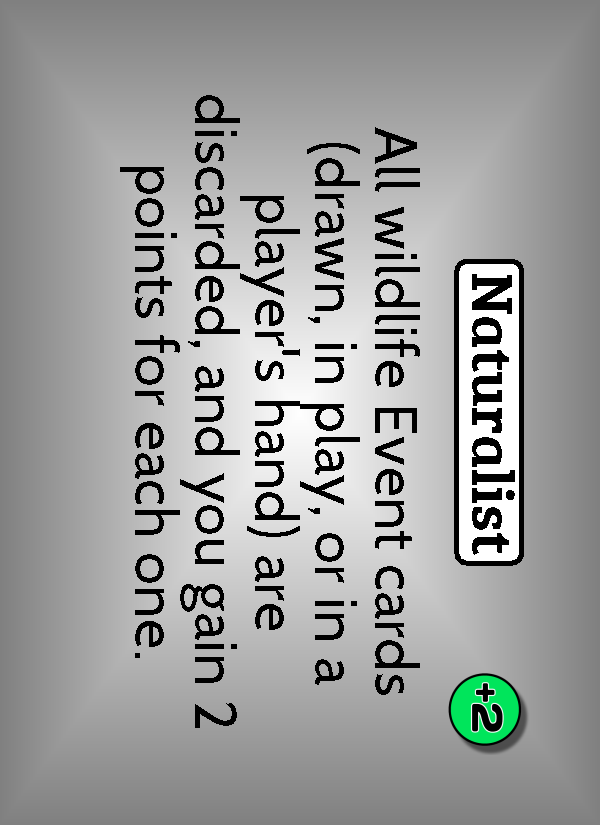 Naturalist
+2
All wildlife Event cards
(drawn, in play, or in a
player's hand) are
discarded, and you gain 2
points for each one.